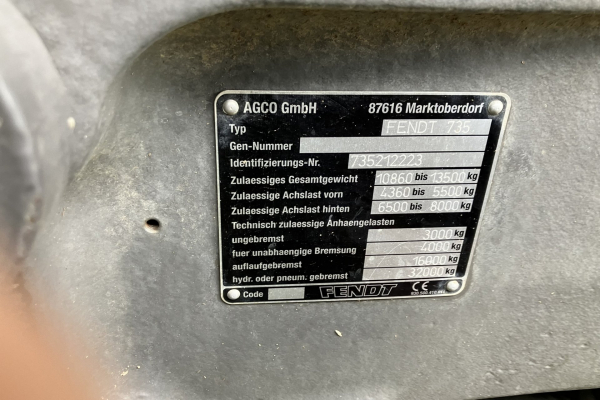 AGCO GmbH 87616 Marktoberdorf
Typ FENDT 735
Gen-Nummer
Identifizierungs-Nr. 735212223
Zulaessiges Gesamtgewicht 10860 bis 13500 kg
Zulaessige Achslast vorn 4360 bis 5500 kg
Zulaessige Achslast hinten 6500 bis 8000 kg
Technisch zulaessige Anhaengelasten
ungebremst 3000 kg
fuer unabhaengige Bremsung 4000 kg
auflaufgebremst 16000 kg
hydr. oder pneum. gebremst 32000 kg
Code FENDT CE